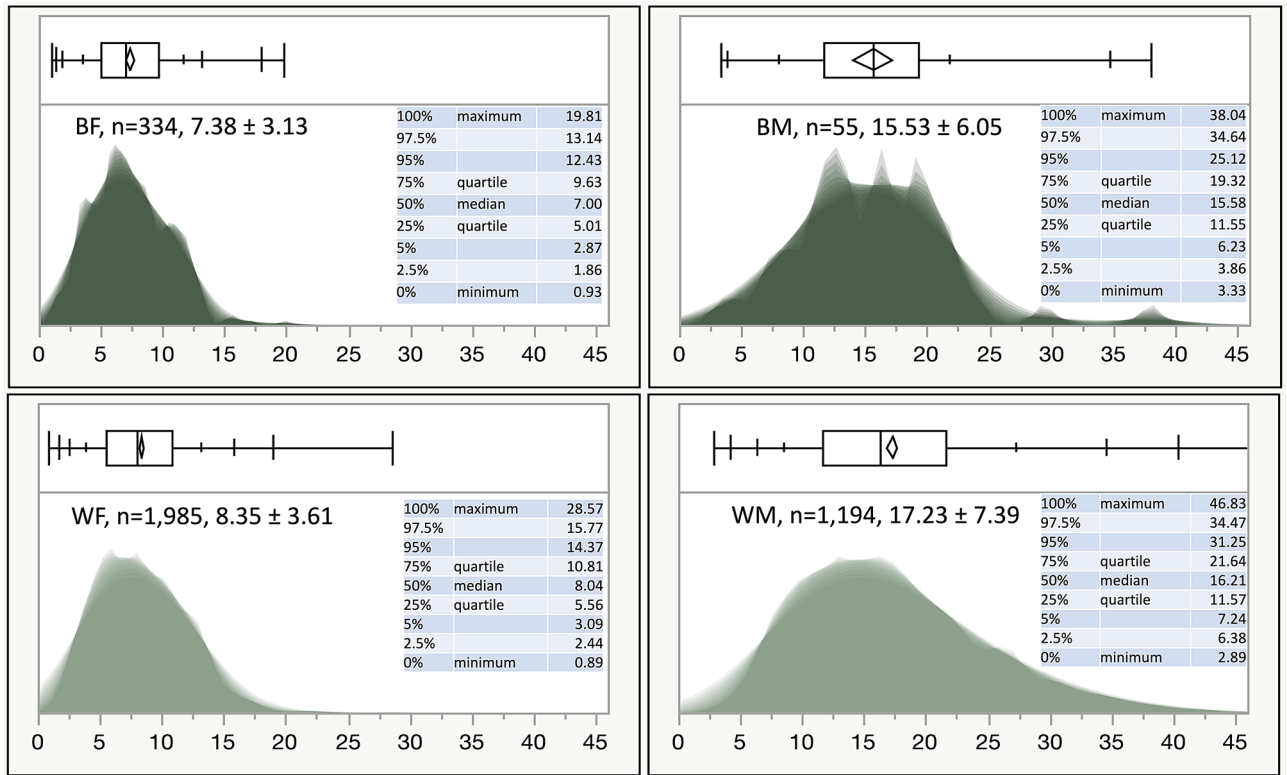 BF, n=334, 7.38 ± 3.13
100% maximum 19.81
97.5% 13.14
95% 12.43
75% quartile 9.63
50% median 7.00
25% quartile 5.01
5% 2.87
2.5% 1.86
0% minimum 0.93
0 5 10 15 20 25 30 35 40 45
BM, n=55, 15.53 ± 6.05
100% maximum 38.04
97.5% 34.64
95% 25.12
75% quartile 19.32
50% median 15.58
25% quartile 11.55
5% 6.23
2.5% 3.86
0% minimum 3.33
0 5 10 15 20 25 30 35 40 45
WF, n=1,985, 8.35 ± 3.61
100% maximum 28.57
97.5% 15.77
95% 14.37
75% quartile 10.81
50% median 8.04
25% quartile 5.56
5% 3.09
2.5% 2.44
0% minimum 0.89
0 5 10 15 20 25 30 35 40 45
WM, n=1,194, 17.23 ± 7.39
100% maximum 46.83
97.5% 34.47
95% 31.25
75% quartile 21.64
50% median 16.21
25% quartile 11.57
5% 7.24
2.5% 6.38
0% minimum 2.89
0 5 10 15 20 25 30 35 40 45